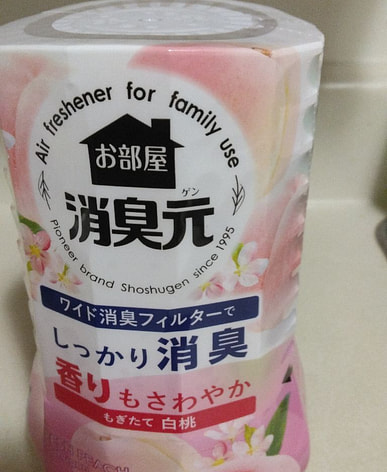 Air freshener for family use
お部屋
ゲン
消臭元
Pioneer brand Shoshugen since 1995
ワイド消臭フィルターで
しっかり消臭
香りもさわやか
もぎたて 白桃